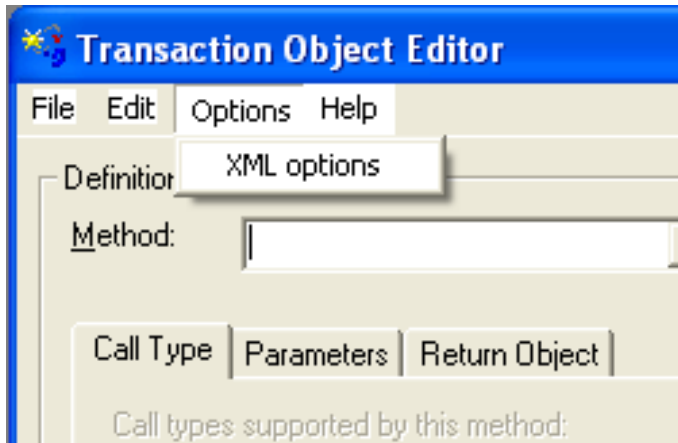 Transaction Object Editor
File Edit Options Help
XML options
Definition
Method:
Call Type Parameters Return Object
Call types supported by this method: